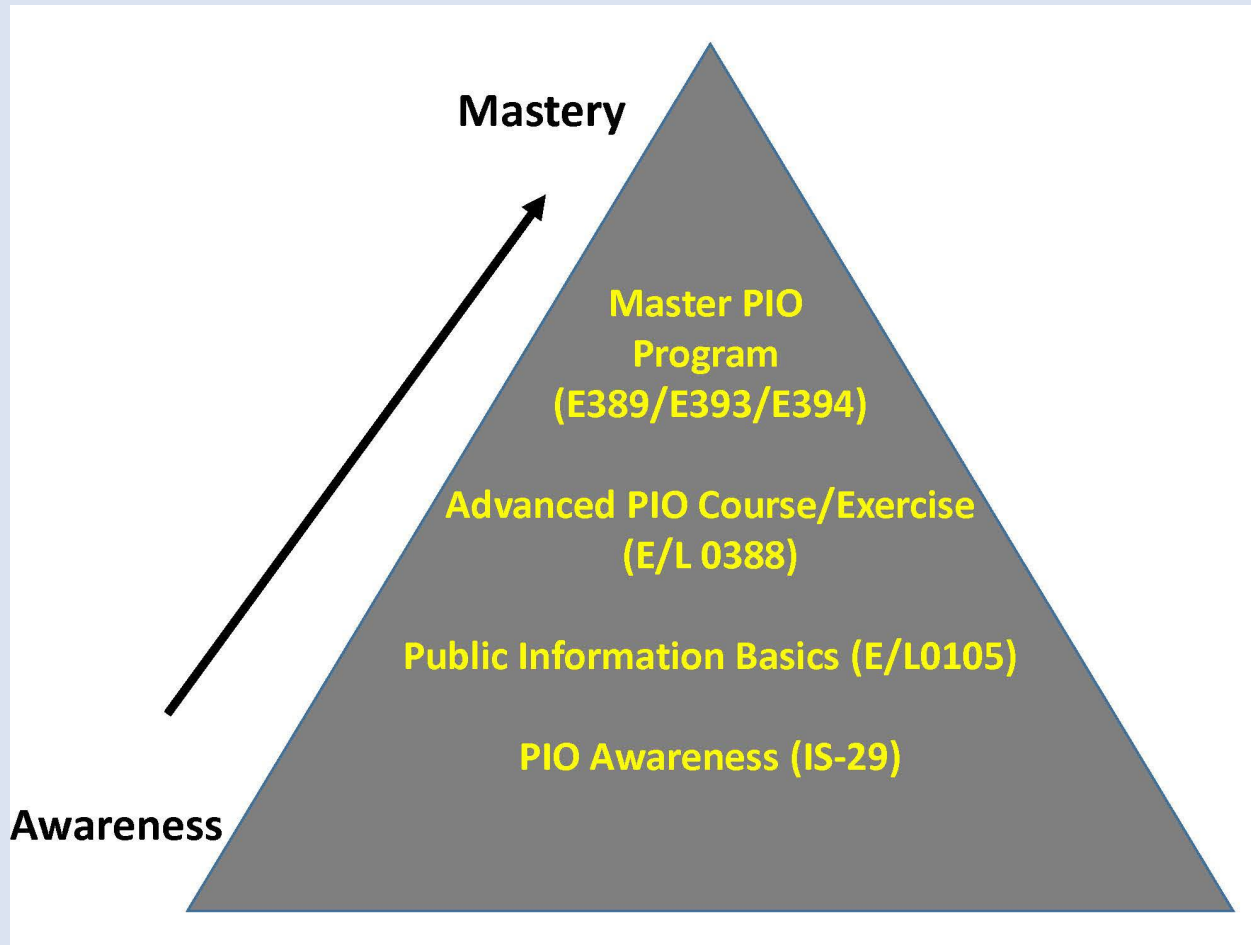 Mastery
Master PIO
Program
(E389/E393/E394)
Advanced PIO Course/Exercise
(E/L 0388)
Public Information Basics (E/L0105)
PIO Awareness (IS-29)
Awareness